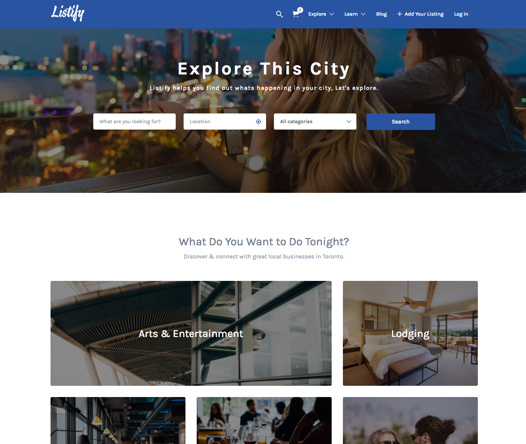 Listify
0
Explore
Learn
Blog
Add Your Listing
Log In
Explore This City
Listify helps you find out whats happening in your city, Let's explore.
What are you looking for?
Location
All categories
Search
What Do You Want to Do Tonight?
Discover & connect with great local businesses in Toronto.
Arts & Entertainment
Lodging